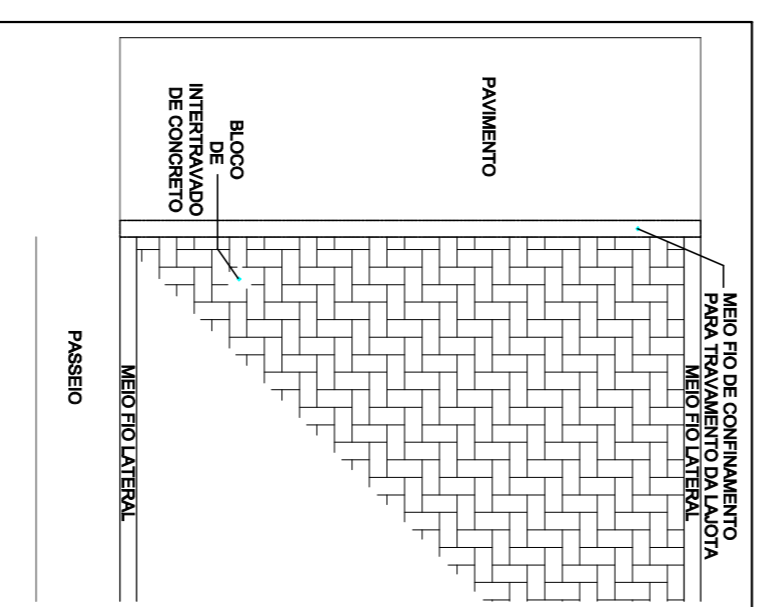 MEIO FIO DE CONFINAMENTO
PARA TRAVAMENTO DA LAJOTA
MEIO FIO LATERAL
PAVIMENTO
BLOCO
DE
INTERTRAVADO
DE CONCRETO
MEIO FIO LATERAL
PASSEIO